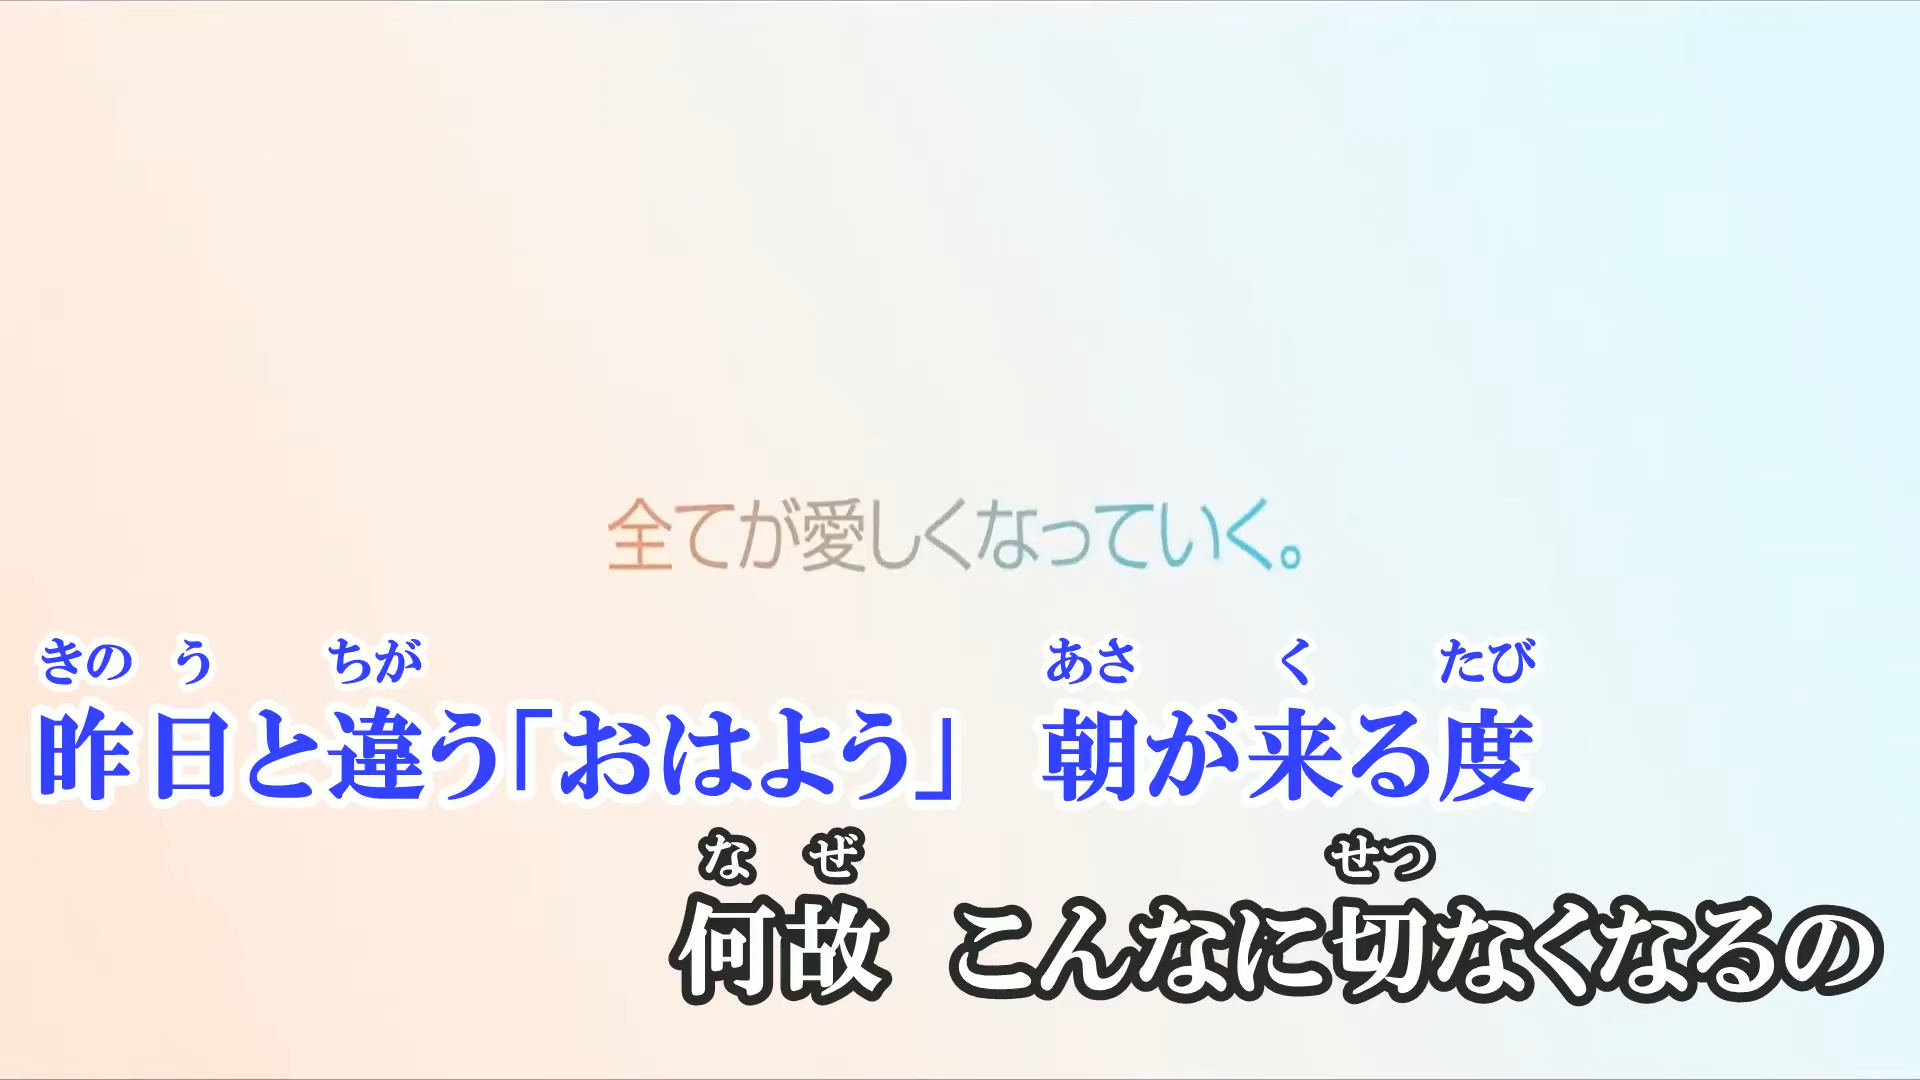 全てが愛しくなっていく。
きのう ちが あさ く たび
昨日と違う「おはよう」 朝が来る度
なぜ せつ
何故 こんなに切なくなるの